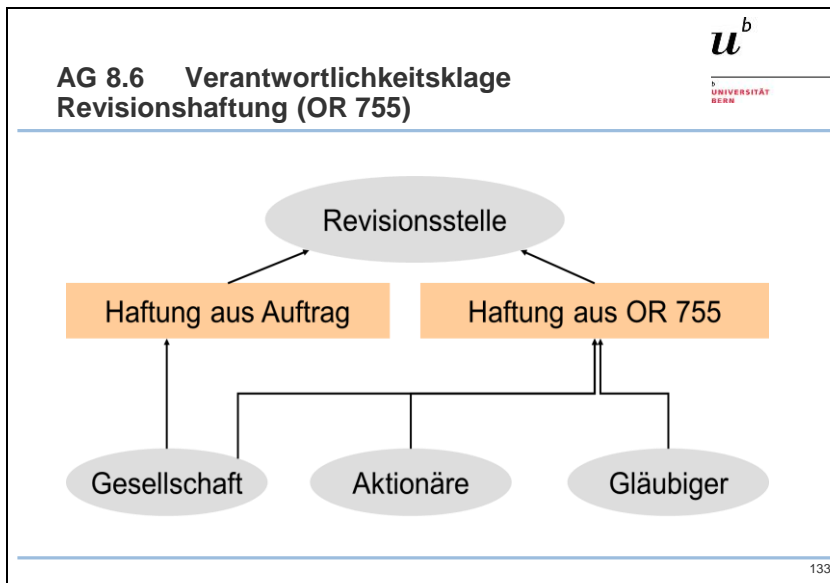 u^b
AG 8.6 Verantwortlichkeitsklage
Revisionshaftung (OR 755)
b
UNIVERSITÄT
BERN
Revisionsstelle
Haftung aus Auftrag
Haftung aus OR 755
Gesellschaft
Aktionäre
Gläubiger
133